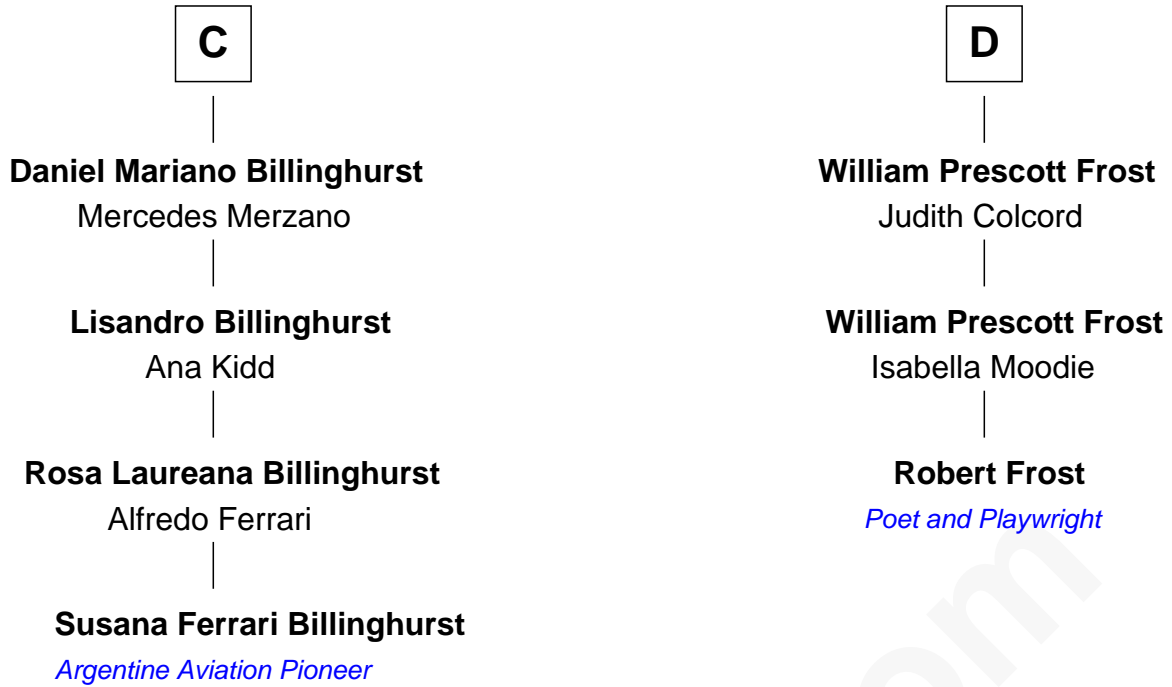 C
Daniel Mariano Billinghurst
Mercedes Merzano
Lisandro Billinghurst
Ana Kidd
Rosa Laureana Billinghurst
Alfredo Ferrari
Susana Ferrari Billinghurst
Argentine Aviation Pioneer
D
William Prescott Frost
Judith Colcord
William Prescott Frost
Isabella Moodie
Robert Frost
Poet and Playwright